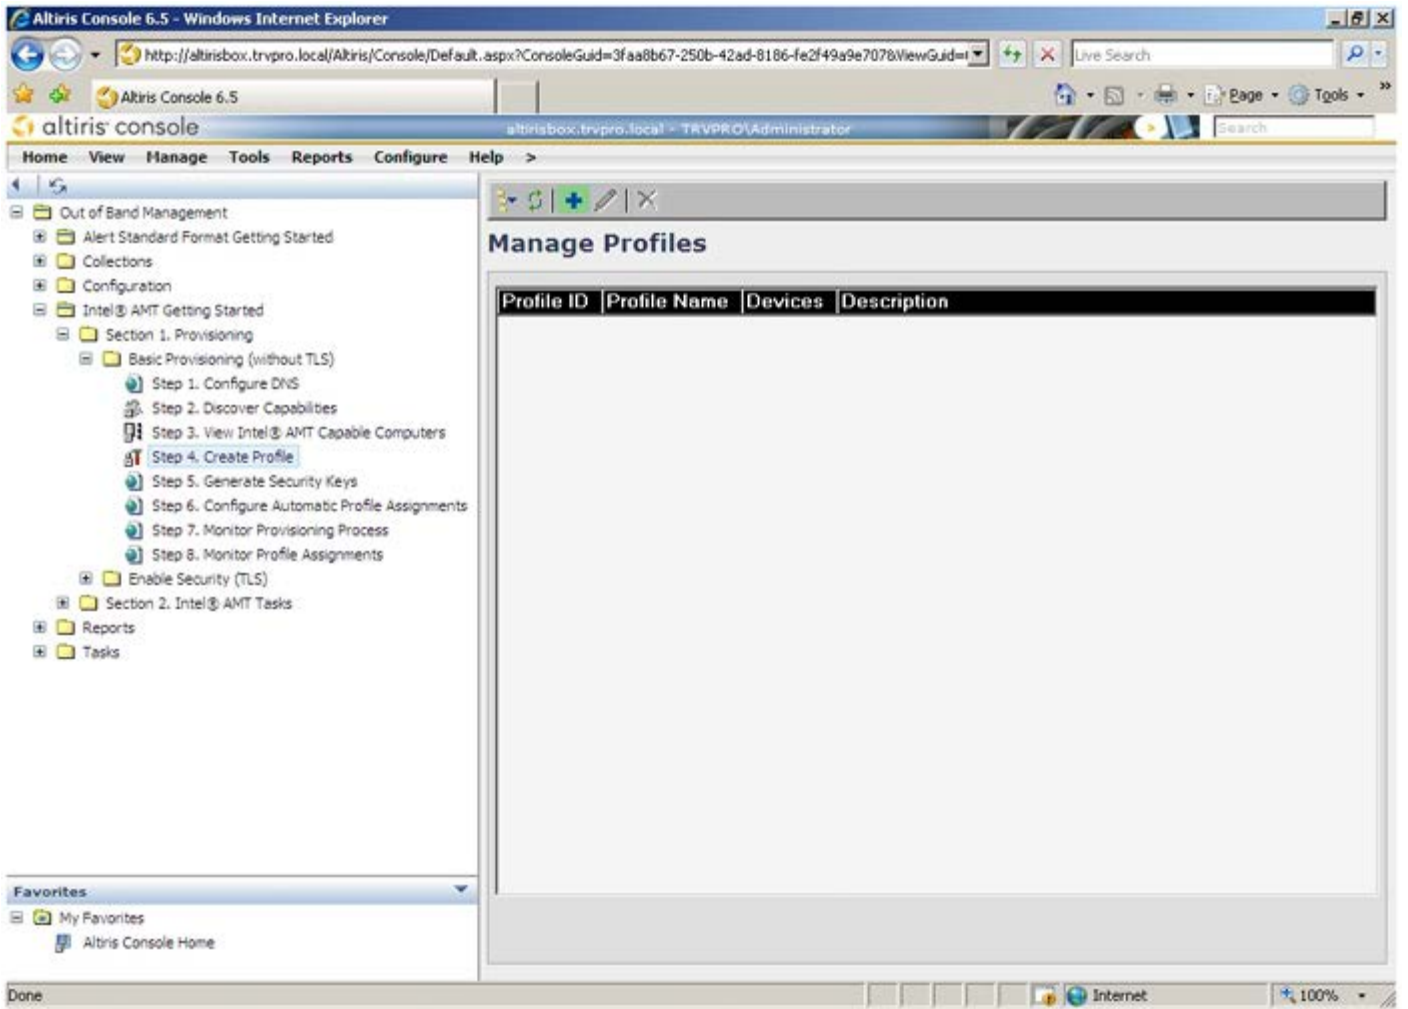 Altiris Console 6.5 - Windows Internet Explorer
http://altirisbox.trvpro.local/Altiris/Console/Default.aspx?ConsoleGuid=3faa8b67-250b-42ad-8186-fe2f49a9e707&ViewGuid=
Live Search
Altiris Console 6.5
Page
Tools
altiris console
altirisbox.trvpro.local - TRVPRO\Administrator
Search
Home View Manage Tools Reports Configure Help >
Out of Band Management
Alert Standard Format Getting Started
Collections
Configuration
Intel® AMT Getting Started
Section 1. Provisioning
Basic Provisioning (without TLS)
Step 1. Configure DNS
Step 2. Discover Capabilities
Step 3. View Intel® AMT Capable Computers
Step 4. Create Profile
Step 5. Generate Security Keys
Step 6. Configure Automatic Profile Assignments
Step 7. Monitor Provisioning Process
Step 8. Monitor Profile Assignments
Enable Security (TLS)
Section 2. Intel® AMT Tasks
Reports
Tasks
Manage Profiles
Profile ID Profile Name Devices Description
Favorites
My Favorites
Altiris Console Home
Done
Internet
100%